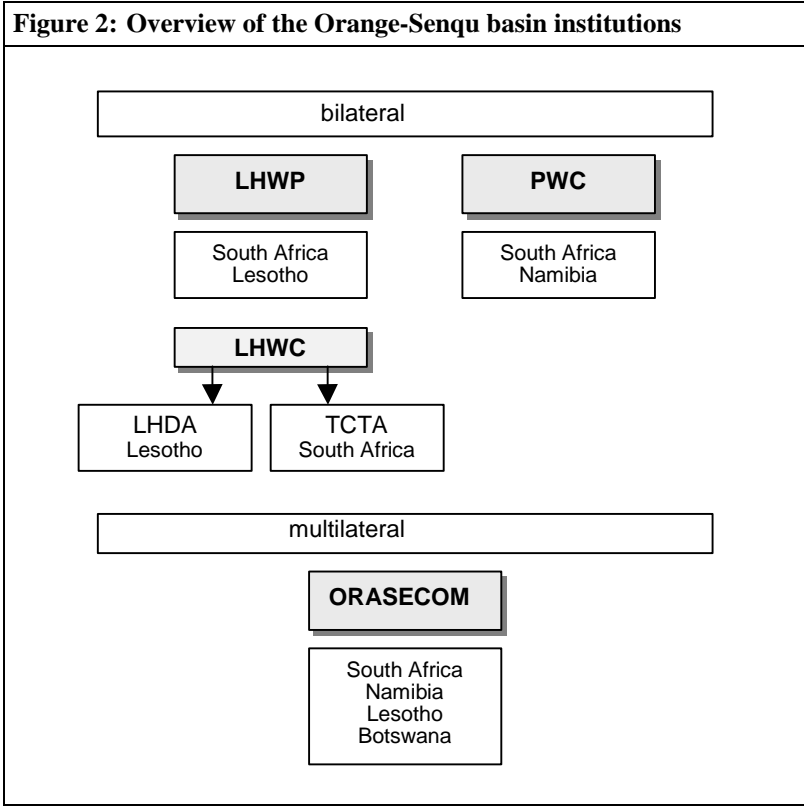 Figure 2: Overview of the Orange-Senqu basin institutions
bilateral
LHWP
South Africa
Lesotho
PWC
South Africa
Namibia
LHWC
LHDA
Lesotho
TCTA
South Africa
multilateral
ORASECOM
South Africa
Namibia
Lesotho
Botswana